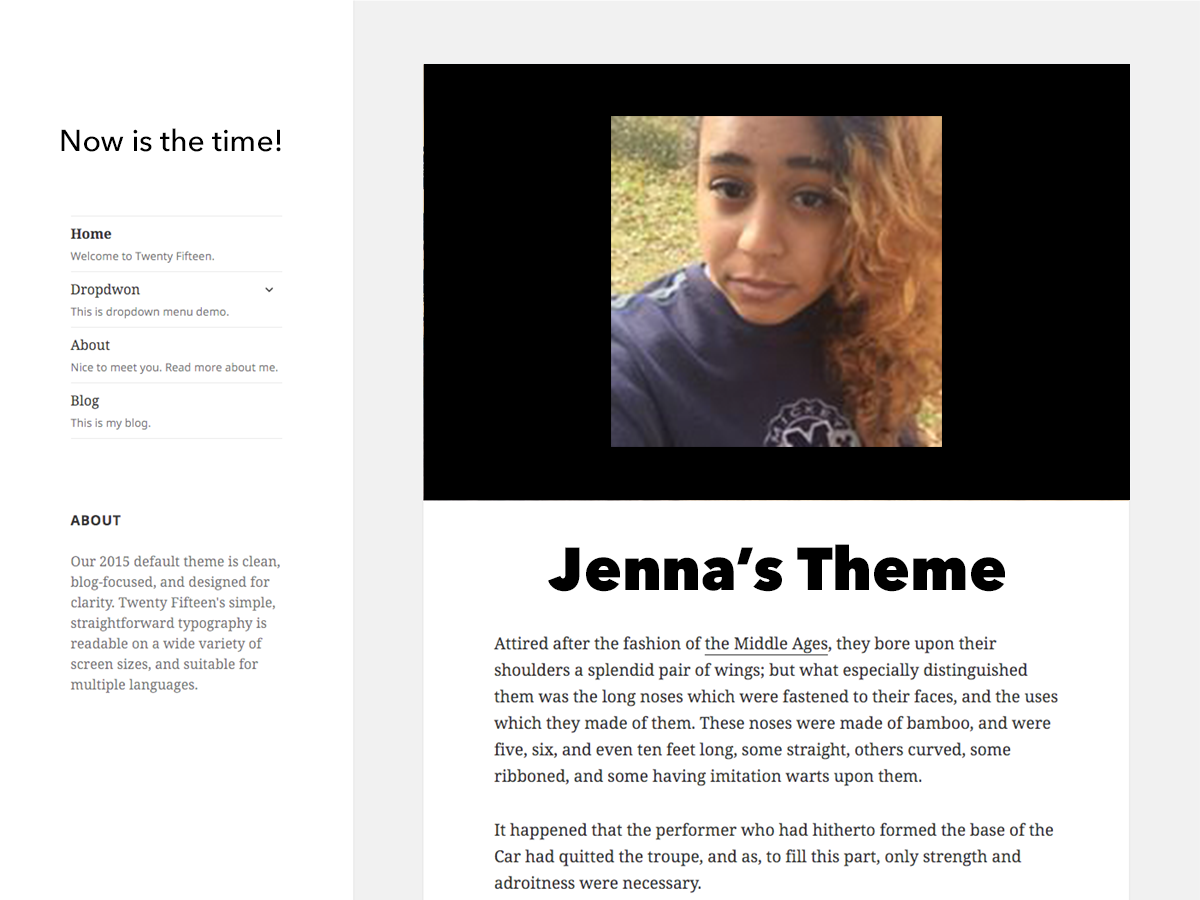 Now is the time!
Home
Welcome to Twenty Fifteen.
Dropdwon
This is dropdown menu demo.
About
Nice to meet you. Read more about me.
Blog
This is my blog.
ABOUT
Our 2015 default theme is clean,
blog-focused, and designed for
clarity. Twenty Fifteen's simple,
straightforward typography is
readable on a wide variety of
screen sizes, and suitable for
multiple languages.
Jenna’s Theme
Attired after the fashion of the Middle Ages, they bore upon their
shoulders a splendid pair of wings; but what especially distinguished
them was the long noses which were fastened to their faces, and the uses
which they made of them. These noses were made of bamboo, and were
five, six, and even ten feet long, some straight, others curved, some
ribboned, and some having imitation warts upon them.
It happened that the performer who had hitherto formed the base of the
Car had quitted the troupe, and as, to fill this part, only strength and
adroitness were necessary.